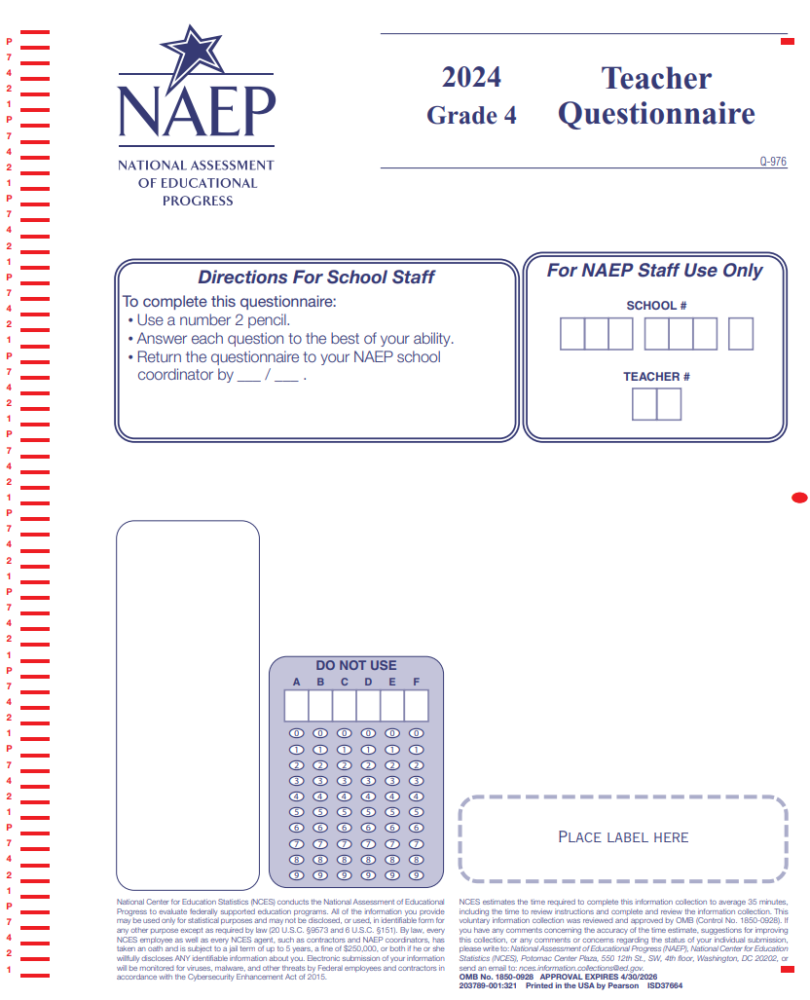 NAEP
NATIONAL ASSESSMENT
OF EDUCATIONAL
PROGRESS
2024
Grade 4
Teacher
Questionnaire
Q-976
Directions For School Staff
To complete this questionnaire:
• Use a number 2 pencil.
• Answer each question to the best of your ability.
• Return the questionnaire to your NAEP school
coordinator by ___ / ___ .
For NAEP Staff Use Only
SCHOOL #
TEACHER #
DO NOT USE
A B C D E F
0 0 0 0 0 0
1 1 1 1 1 1
2 2 2 2 2 2
3 3 3 3 3 3
4 4 4 4 4 4
5 5 5 5 5 5
6 6 6 6 6 6
7 7 7 7 7 7
8 8 8 8 8 8
9 9 9 9 9 9
PLACE LABEL HERE
National Center for Education Statistics (NCES) conducts the National Assessment of Educational
Progress to evaluate federally supported education programs. All of the information you provide
may be used only for statistical purposes and may not be disclosed, or used, in identifiable form for
any other purpose except as required by law (20 U.S.C. §9573 and 6 U.S.C. §151). By law, every
NCES employee as well as every NCES agent, such as contractors and NAEP coordinators, has
taken an oath and is subject to a jail term of up to 5 years, a fine of $250,000, or both if he or she
willfully discloses ANY identifiable information about you. Electronic submission of your information
will be monitored for viruses, malware, and other threats by Federal employees and contractors in
accordance with the Cybersecurity Enhancement Act of 2015.
NCES estimates the time required to complete this information collection to average 35 minutes,
including the time to review instructions and complete and review the information collection. This
voluntary information collection was reviewed and approved by OMB (Control No. 1850-0928). If
you have any comments concerning the accuracy of the time estimate, suggestions for improving
this collection, or any comments or concerns regarding the status of your individual submission,
please write to: National Assessment of Educational Progress (NAEP), National Center for Education
Statistics (NCES), Potomac Center Plaza, 550 12th St., SW, 4th floor, Washington, DC 20202, or
send an email to: nces.information.collections@ed.gov.
OMB No. 1850-0928 APPROVAL EXPIRES 4/30/2026
203789-001:321 Printed in the USA by Pearson ISD37664
P
7
4
2
1
P
7
4
2
1
P
7
4
2
1
P
7
4
2
1
P
7
4
2
1
P
7
4
2
1
P
7
4
2
1
P
7
4
2
1
P
7
4
2
1
P
7
4
2
1
P
7
4
2
1
P
7
4
2
1